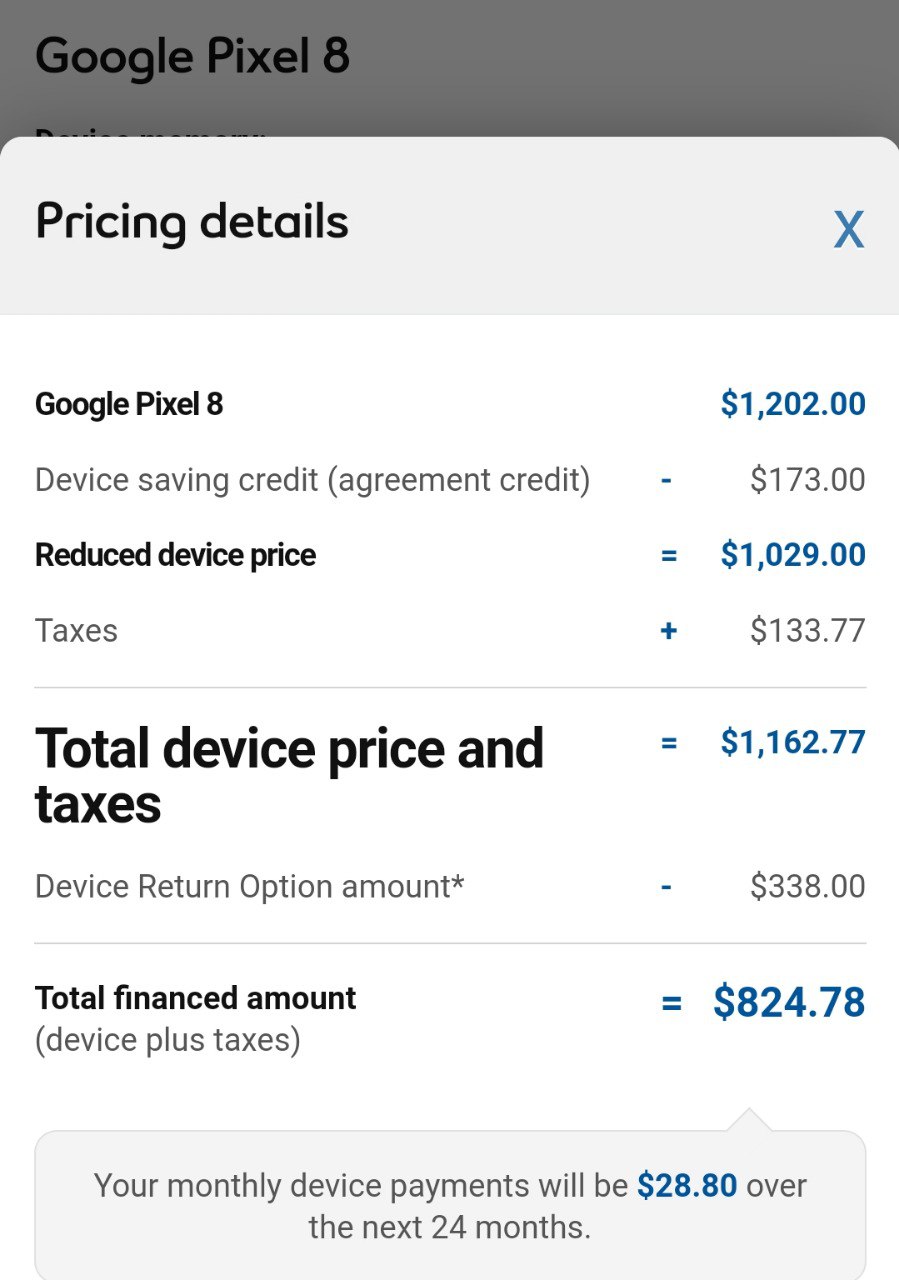 Google Pixel 8
Device memory:
Pricing details
X
Google Pixel 8 $1,202.00
Device saving credit (agreement credit) - $173.00
Reduced device price = $1,029.00
Taxes + $133.77
Total device price and = $1,162.77
taxes
Device Return Option amount* - $338.00
Total financed amount = $824.78
(device plus taxes)
Your monthly device payments will be $28.80 over
the next 24 months.